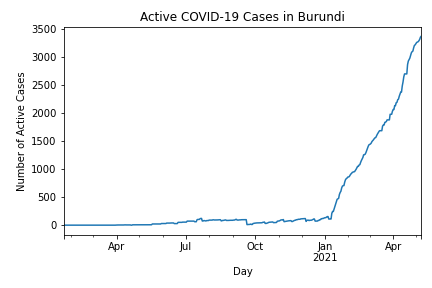 Active COVID-19 Cases in Burundi
3500
3000
2500
2000
1500
1000
500
0
Number of Active Cases
Apr Jul Oct Jan Apr
2021
Day